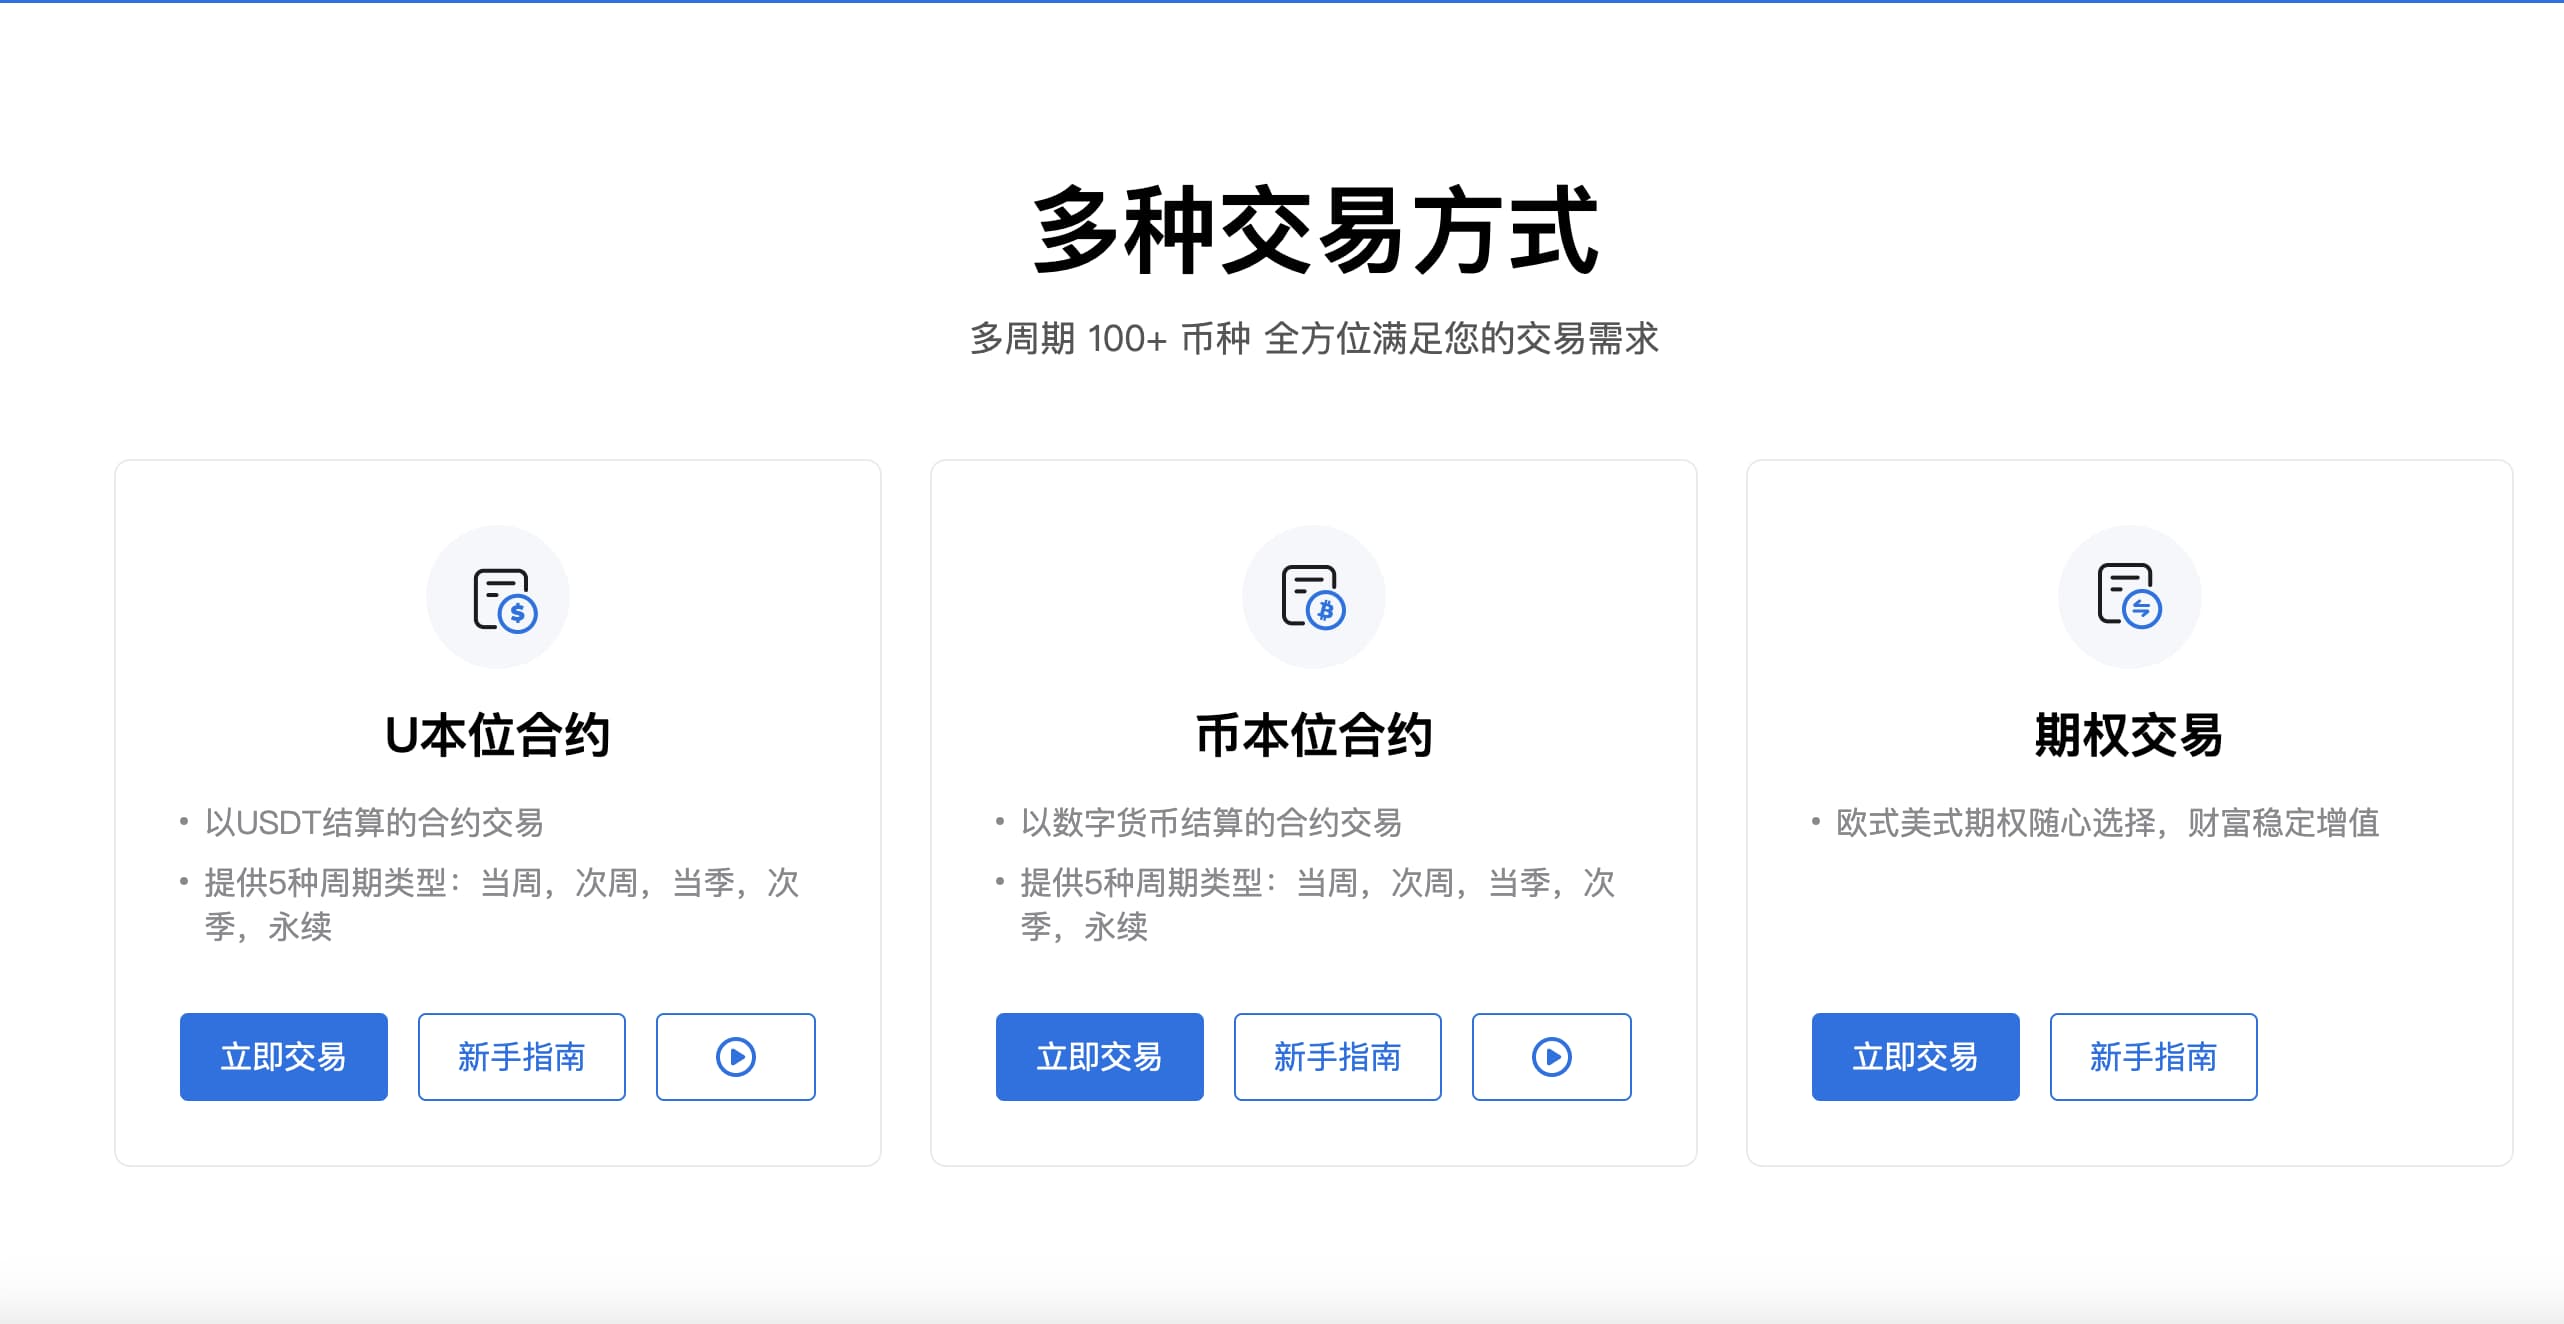 多种交易方式
多周期 100+ 币种 全方位满足您的交易需求
U本位合约
• 以USDT结算的合约交易
• 提供5种周期类型：当周，次周，当季，次
季，永续
立即交易
新手指南
币本位合约
• 以数字货币结算的合约交易
• 提供5种周期类型：当周，次周，当季，次
季，永续
立即交易
新手指南
期权交易
• 欧式美式期权随心选择，财富稳定增值
立即交易
新手指南